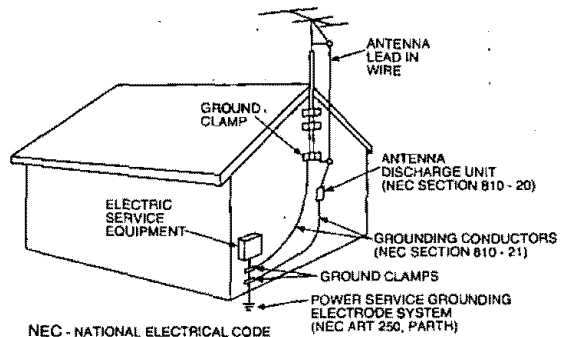 ANTENNA
LEAD IN
WIRE
GROUND
CLAMP
ANTENNA
DISCHARGE UNIT
(NEC SECTION 810 - 20)
ELECTRIC
SERVICE
EQUIPMENT
GROUNDING CONDUCTORS
(NEC SECTION 810 - 21)
GROUND CLAMPS
POWER SERVICE GROUNDING
ELECTRODE SYSTEM
(NEC ART 250, PARTH)
NEC - NATIONAL ELECTRICAL CODE